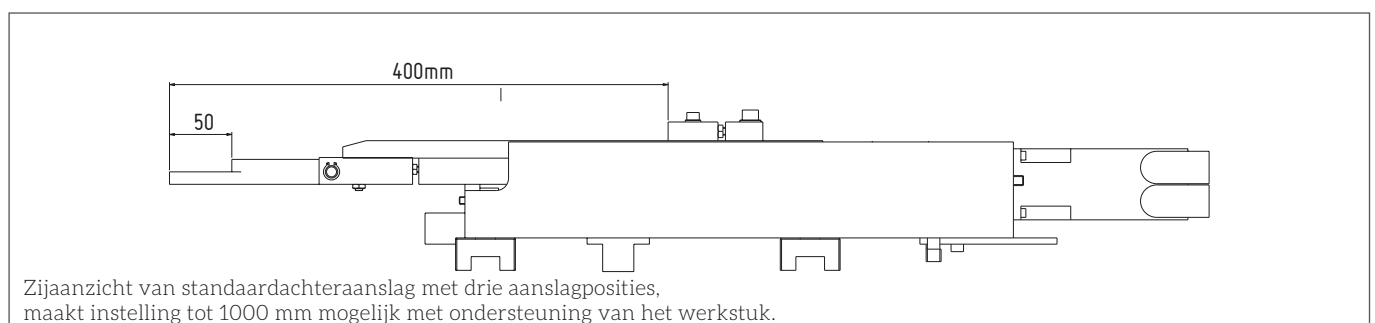 400mm
50
Zijaanzicht van standaardachteraanslag met drie aanslagposities,
maakt instelling tot 1000 mm mogelijk met ondersteuning van het werkstuk.